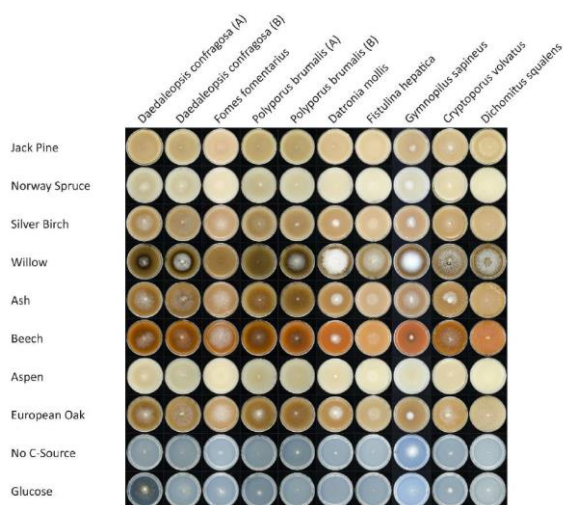 Daedaleopsis confragosa (A)
Daedaleopsis confragosa (B)
Fomes fomentarius
Polyporus brumalis (A)
Polyporus brumalis (B)
Datronia mollis
Fistulina hepatica
Gymnopilus sapineus
Cryptoporus volvatus
Dichomitus squalens
Jack Pine
Norway Spruce
Silver Birch
Willow
Ash
Beech
Aspen
European Oak
No C-Source
Glucose